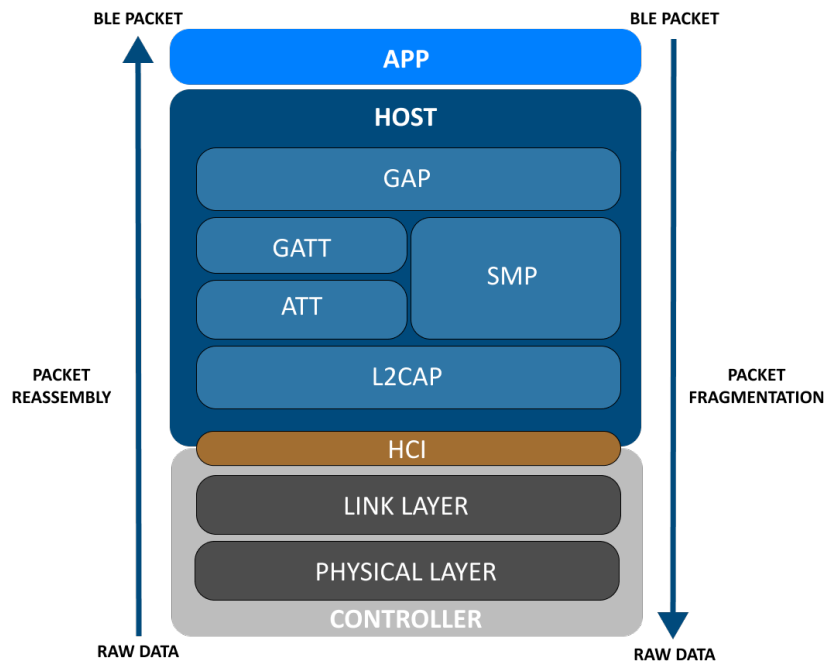 BLE PACKET
BLE PACKET
APP
HOST
GAP
GATT
SMP
ATT
L2CAP
PACKET
REASSEMBLY
PACKET
FRAGMENTATION
HCI
LINK LAYER
PHYSICAL LAYER
CONTROLLER
RAW DATA
RAW DATA